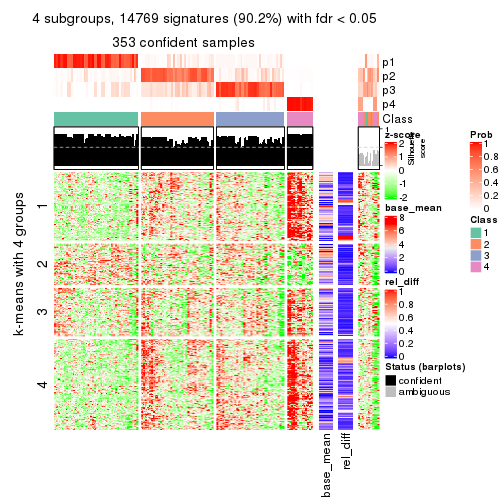 4 subgroups, 14769 signatures (90.2%) with fdr < 0.05
353 confident samples
p1
p2
p3
p4
Class
1
Silhouette score
k-means with 4 groups
1
2
3
4
base_mean
rel_diff
z-score
2
1
0
-1
-2
base_mean
8
6
4
2
0
rel_diff
1
0.8
0.6
0.4
0.2
0
Status (barplots)
confident
ambiguous
Prob
1
0.8
0.6
0.4
0.2
0
Class
1
2
3
4